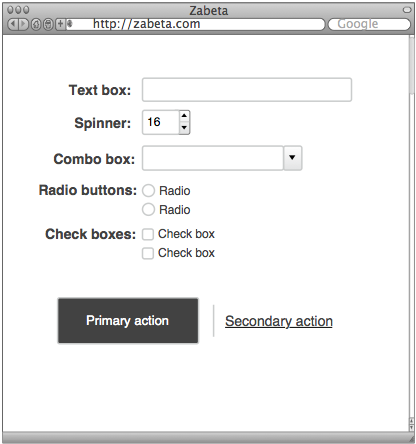 Zabeta
http://zabeta.com
Google
Text box:
Spinner: 16
Combo box:
Radio buttons: Radio
Radio
Check boxes: Check box
Check box
Primary action
Secondary action